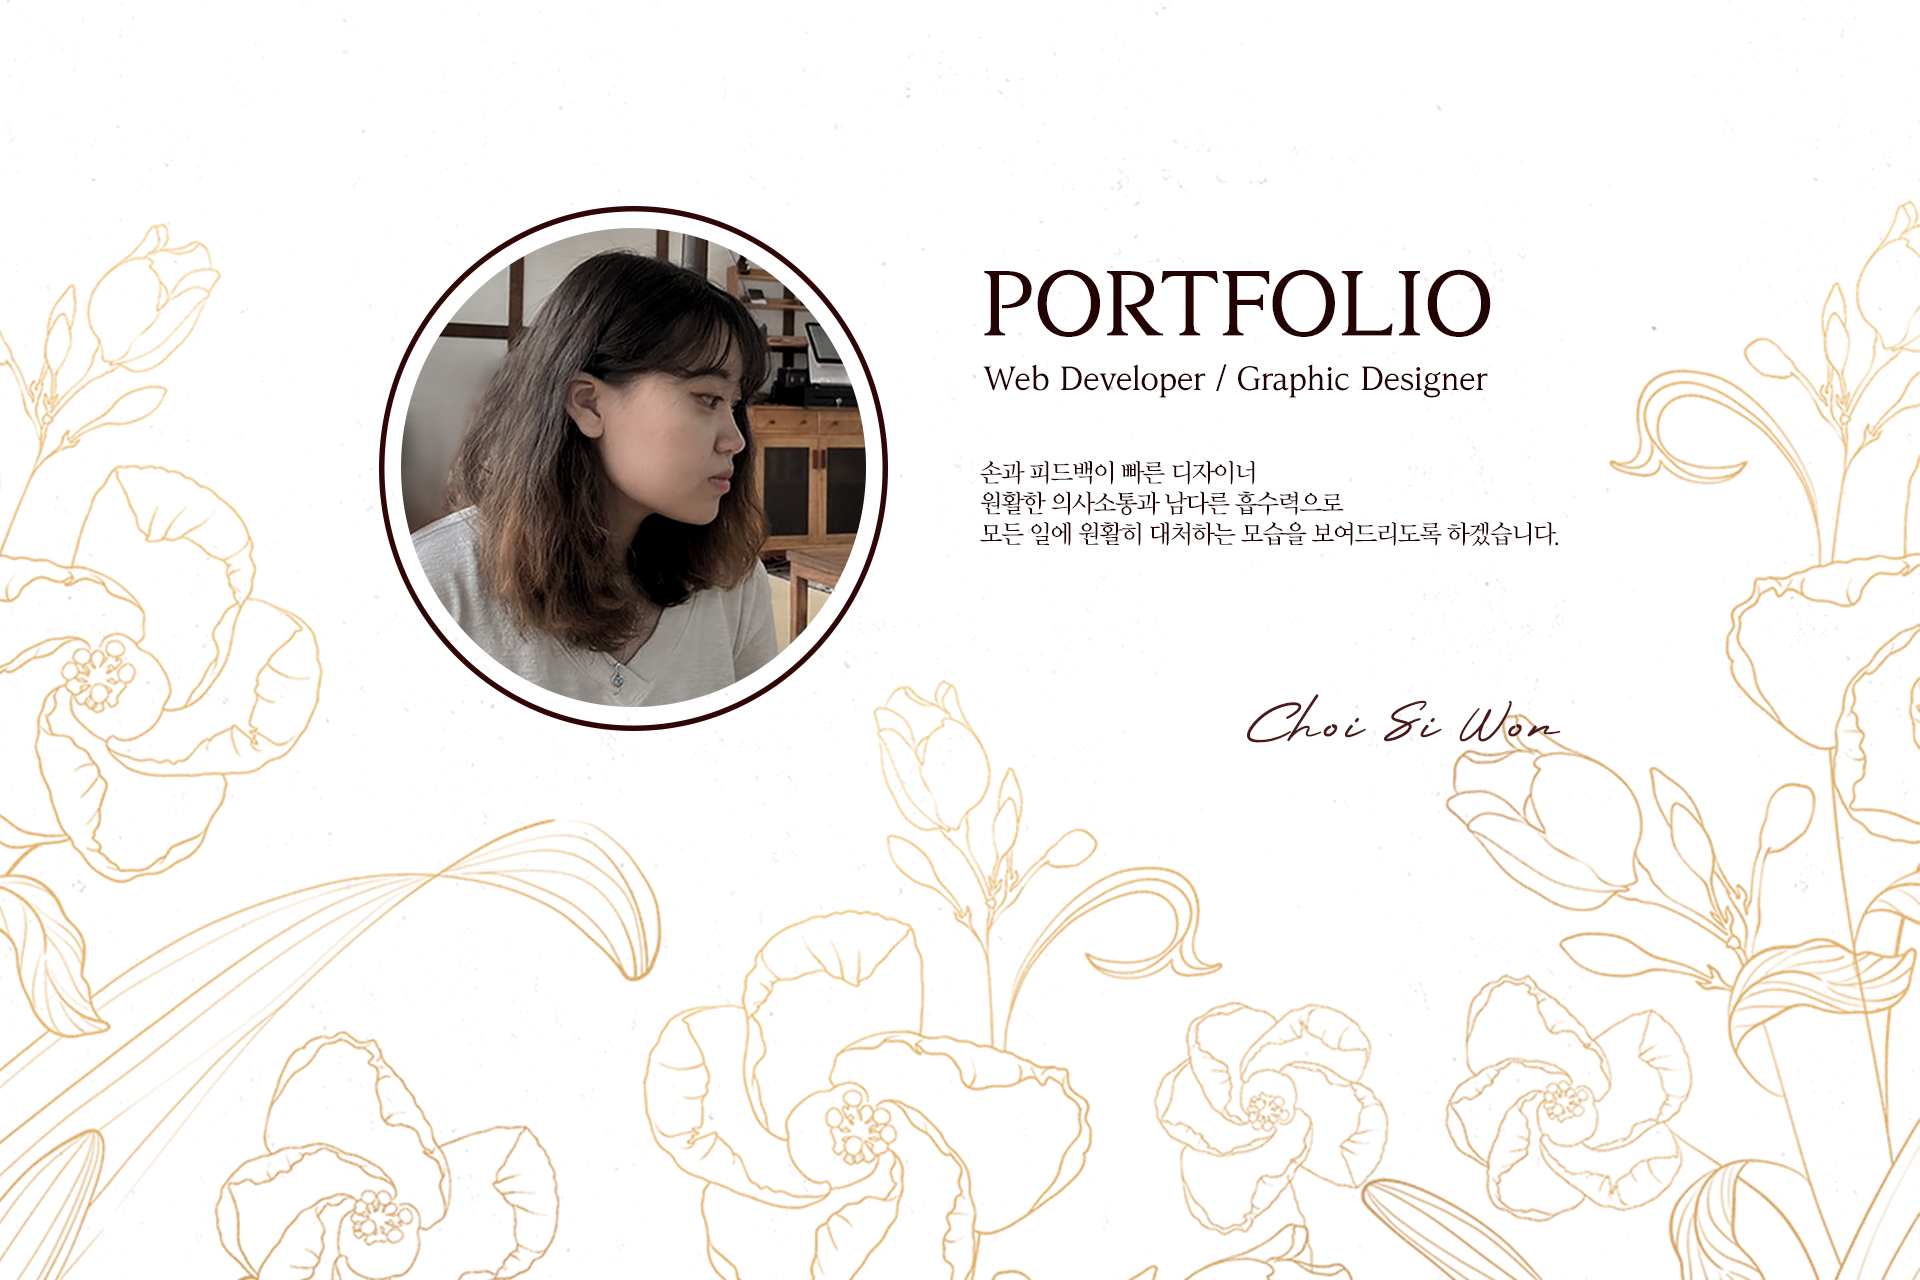 PORTFOLIO
Web Developer / Graphic Designer
손과 피드백이 빠른 디자이너
원활한 의사소통과 남다른 흡수력으로
모든 일에 원활히 대처하는 모습을 보여드리도록 하겠습니다.
Choi Si Won